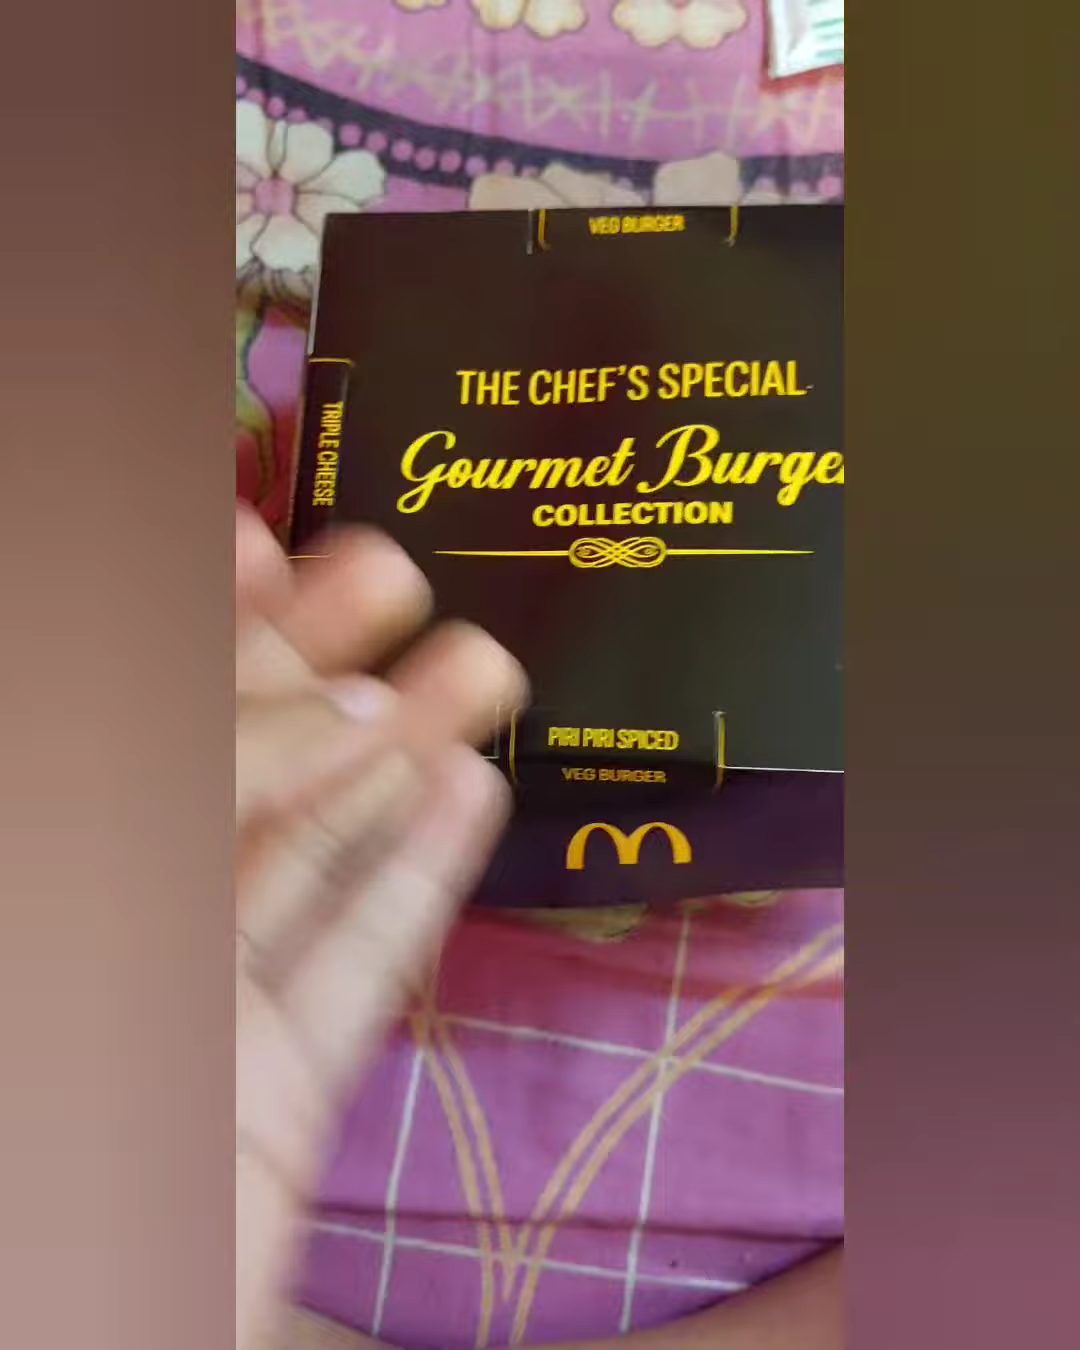 VEG BURGER
TRIPLE CHEESE
THE CHEF'S SPECIAL
Gourmet Burge
COLLECTION
PIRI PIRI SPICED
VEG BURGER